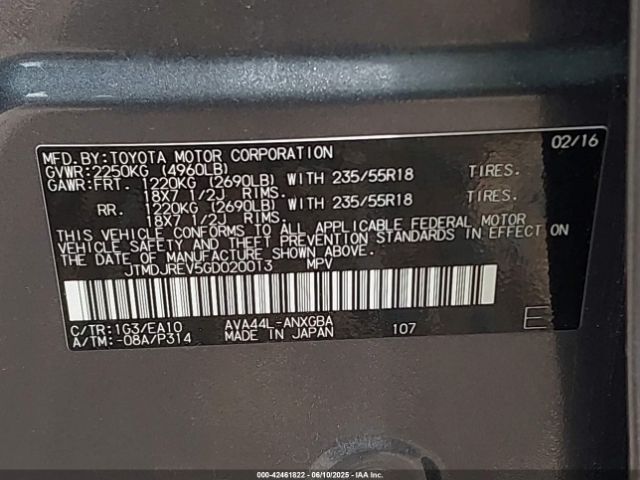 MFD.BY:TOYOTA MOTOR CORPORATION 02/16
GVWR:2250KG (4960LB)
GAWR:FRT. 1220KG (2690LB) WITH 235/55R18 TIRES.
18X7 1/2J RIMS.
RR. 1220KG (2690LB) WITH 235/55R18 TIRES.
18X7 1/2J RIMS.
THIS VEHICLE CONFORMS TO ALL APPLICABLE FEDERAL MOTOR
VEHICLE SAFETY AND THEFT PREVENTION STANDARDS IN EFFECT ON
THE DATE OF MANUFACTURE SHOWN ABOVE.
JTMDJREV5GD020013 MPV
C/TR:1G3/EA10 AVA44L-ANXGBA
A/TM:-08A/P314 MADE IN JAPAN 107 E
000-42461822 - 06/10/2025 - IAA Inc.